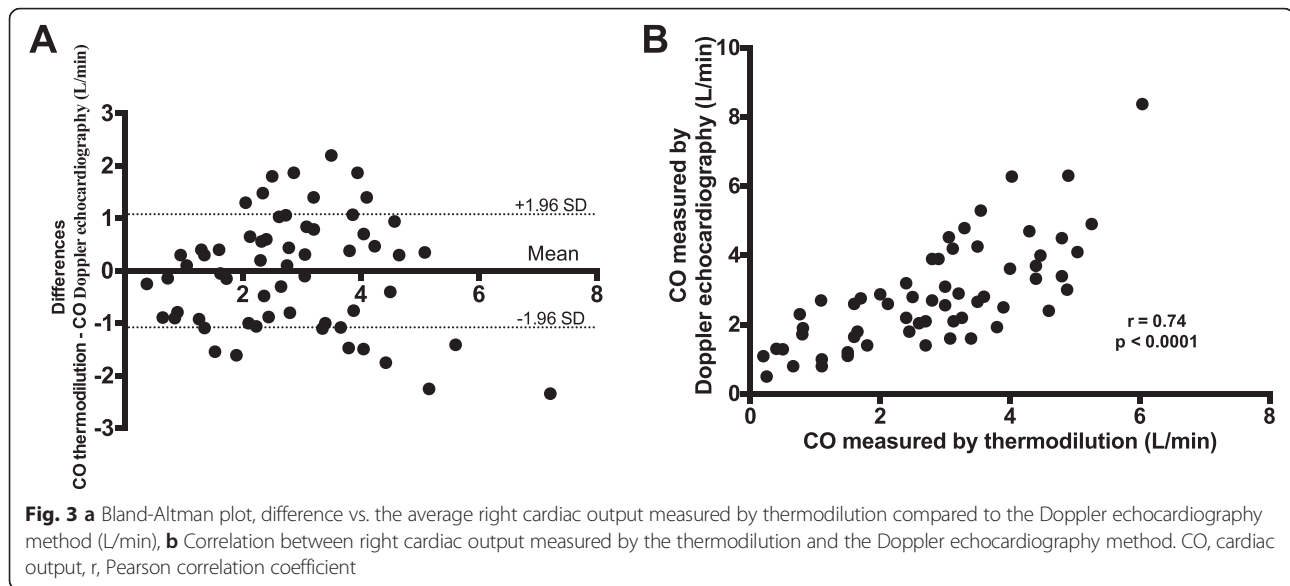 A
Differences
CO thermodilution - CO Doppler echocardiography (L/min)
3
2
1
0
-1
-2
-3
2
4
6
8
+1.96 SD
Mean
-1.96 SD
B
CO measured by
Doppler echocardiography (L/min)
10
8
6
4
2
0
0
2
4
6
8
r = 0.74
p < 0.0001
CO measured by thermodilution (L/min)
Fig. 3 a Bland-Altman plot, difference vs. the average right cardiac output measured by thermodilution compared to the Doppler echocardiography
method (L/min), b Correlation between right cardiac output measured by the thermodilution and the Doppler echocardiography method. CO, cardiac
output, r, Pearson correlation coefficient